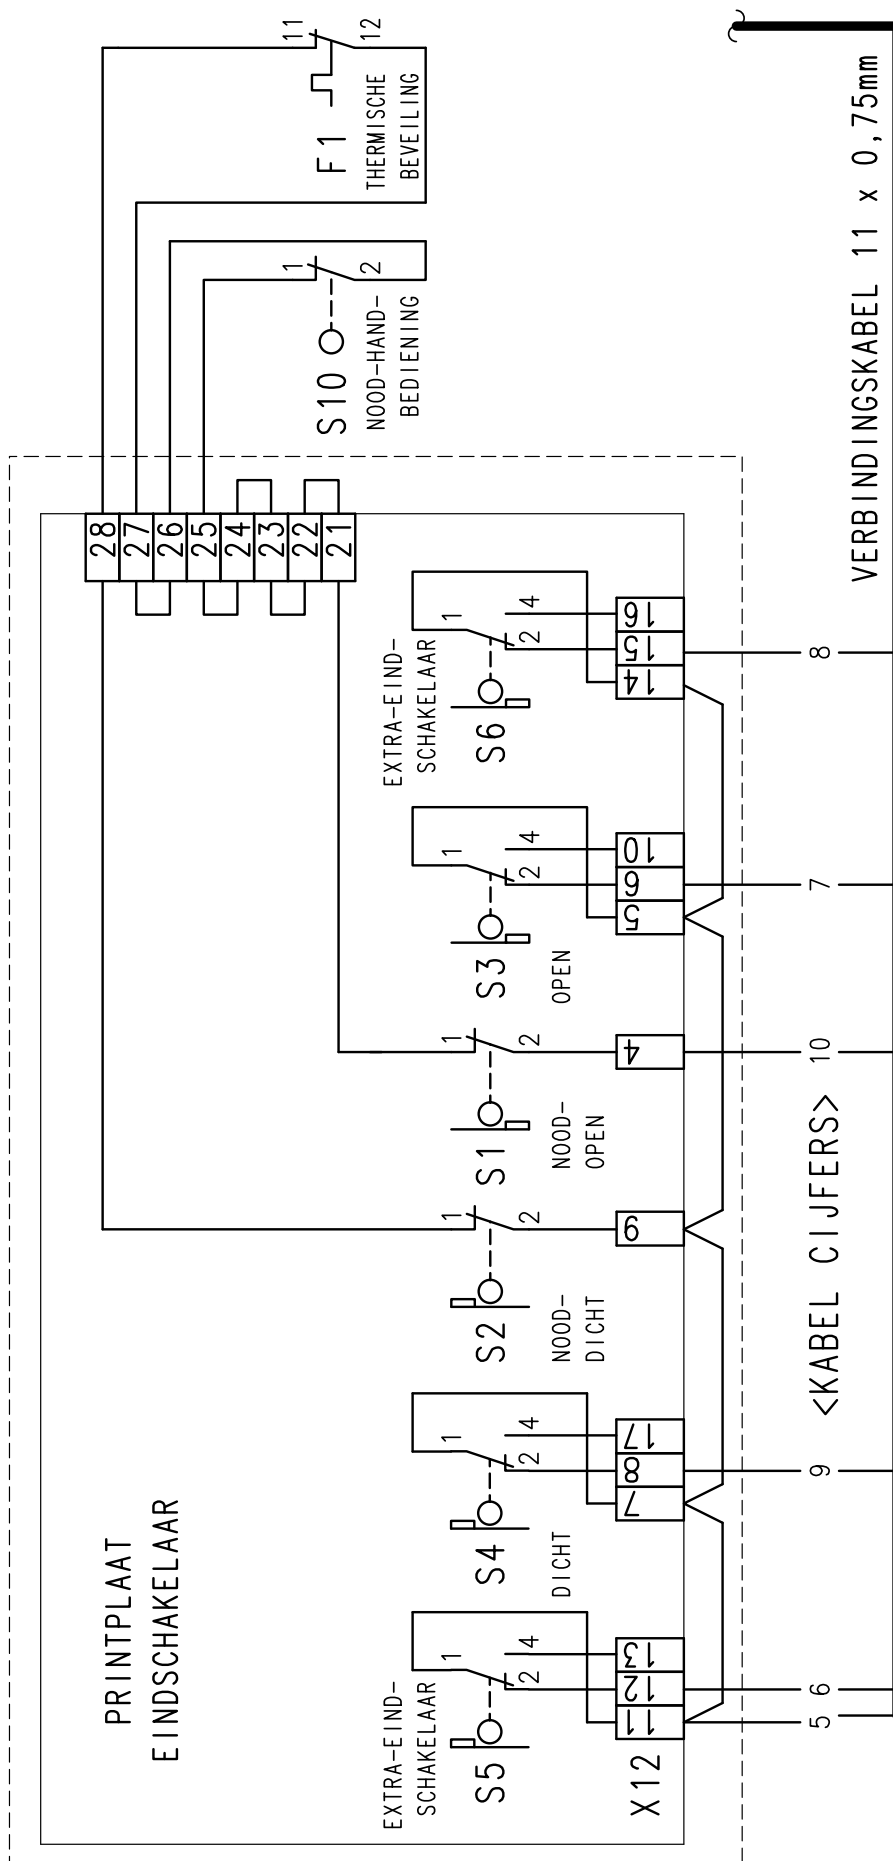 PRINTPLAAT
EINDSCHAKELAAR
28
27
26
25
24
23
22
21
11
12
F1
THERMISCHE
BEVEILING
1
2
S10
NOOD-HAND-
BEDIENING
EXTRA-EIND-
SCHAKELAAR
S5
1
2
4
S4
DICHT
1
2
4
S2
NOOD-
DICHT
1
2
S1
NOOD-
OPEN
1
2
S3
OPEN
1
2
4
EXTRA-EIND-
SCHAKELAAR
S6
1
2
4
X12
11 12 13
7 8 17
9
4
5 6 10
14 15 16
5 6 9 10 7 8
<KABEL CIJFERS>
VERBINDINGSKABEL 11 x 0,75mm